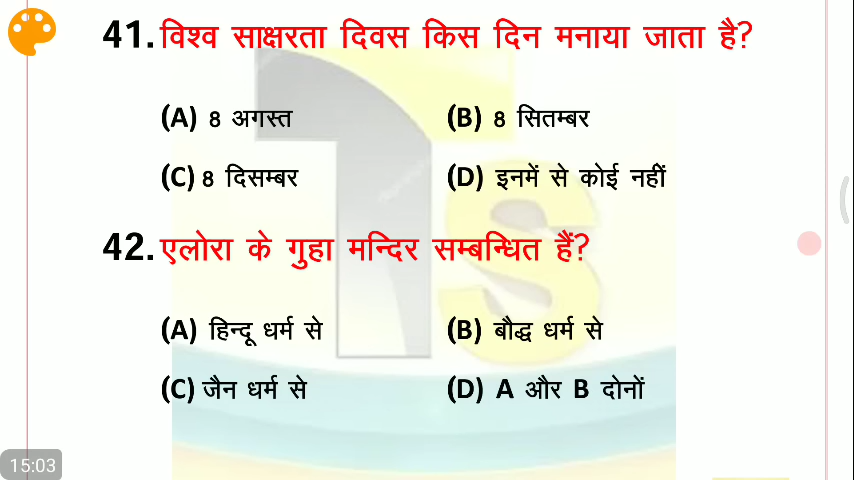 41. विश्व साक्षरता दिवस किस दिन मनाया जाता है?
(A) 8 अगस्त (B) 8 सितम्बर
(C) 8 दिसम्बर (D) इनमें से कोई नहीं
42. एलोरा के गुहा मन्दिर सम्बन्धित हैं?
(A) हिन्दू धर्म से (B) बौद्ध धर्म से
(C) जैन धर्म से (D) A और B दोनों
15:03